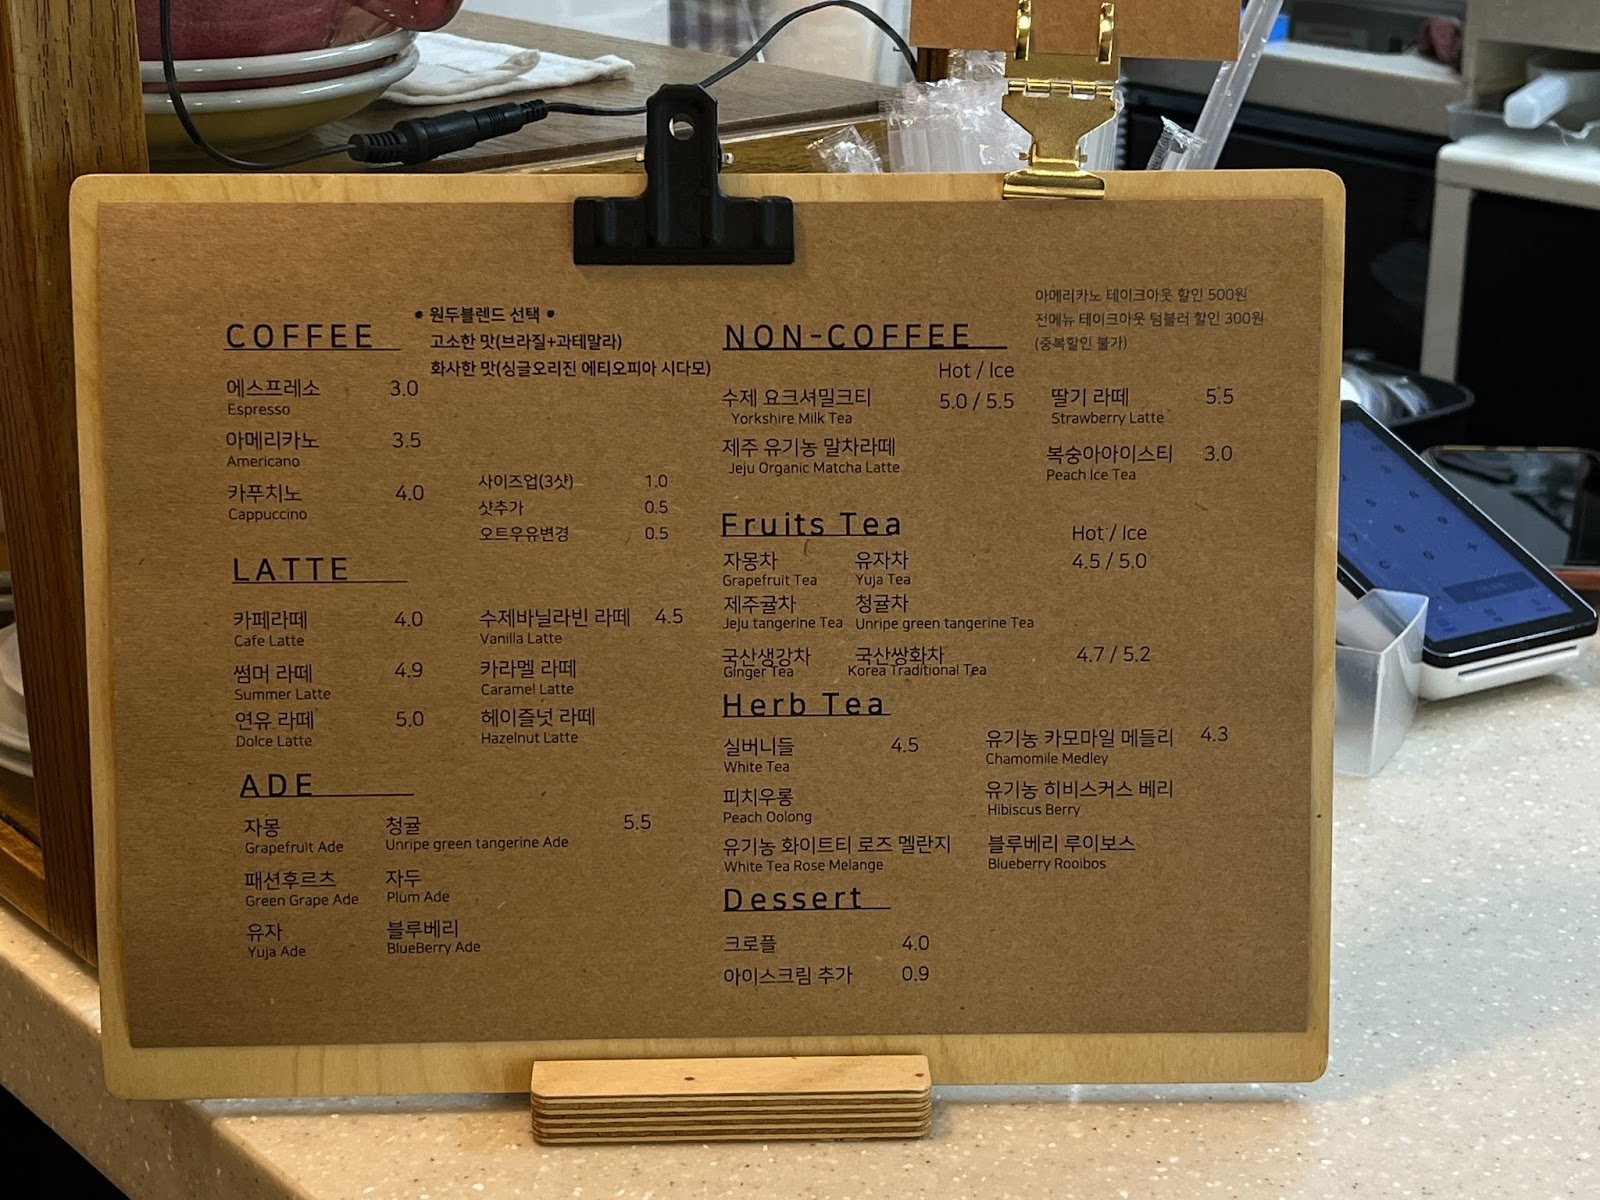 COFFEE
• 원두블렌드 선택 •
고소한 맛(브라질+과테말라)
화사한 맛(싱글오리진 에티오피아 시다모)
에스프레소 3.0
Espresso
아메리카노 3.5
Americano
카푸치노 4.0
Cappuccino
사이즈업(3샷) 1.0
샷추가 0.5
오트우유변경 0.5
LATTE
카페라떼 4.0
Cafe Latte
썸머 라떼 4.9
Summer Latte
연유 라떼 5.0
Dolce Latte
수제바닐라빈 라떼 4.5
Vanilla Latte
카라멜 라떼
Caramel Latte
헤이즐넛 라떼
Hazelnut Latte
ADE
자몽 청귤 5.5
Grapefruit Ade Unripe green tangerine Ade
패션후르츠 자두
Green Grape Ade Plum Ade
유자 블루베리
Yuja Ade BlueBerry Ade
아메리카노 테이크아웃 할인 500원
전메뉴 테이크아웃 텀블러 할인 300원
(중복할인 불가)
NON-COFFEE
Hot / Ice
수제 요크셔밀크티 5.0 / 5.5
Yorkshire Milk Tea
제주 유기농 말차라떼
Jeju Organic Matcha Latte
딸기 라떼 5.5
Strawberry Latte
복숭아아이스티 3.0
Peach Ice Tea
Fruits Tea
Hot / Ice
자몽차 유자차 4.5 / 5.0
Grapefruit Tea Yuja Tea
제주귤차 청귤차
Jeju tangerine Tea Unripe green tangerine Tea
국산생강차 국산쌍화차 4.7 / 5.2
Ginger Tea Korea Traditional Tea
Herb Tea
실버니들 4.5
White Tea
피치우롱
Peach Oolong
유기농 화이트티 로즈 멜란지
White Tea Rose Melange
유기농 카모마일 메들리 4.3
Chamomile Medley
유기농 히비스커스 베리
Hibiscus Berry
블루베리 루이보스
Blueberry Rooibos
Dessert
크로플 4.0
아이스크림 추가 0.9